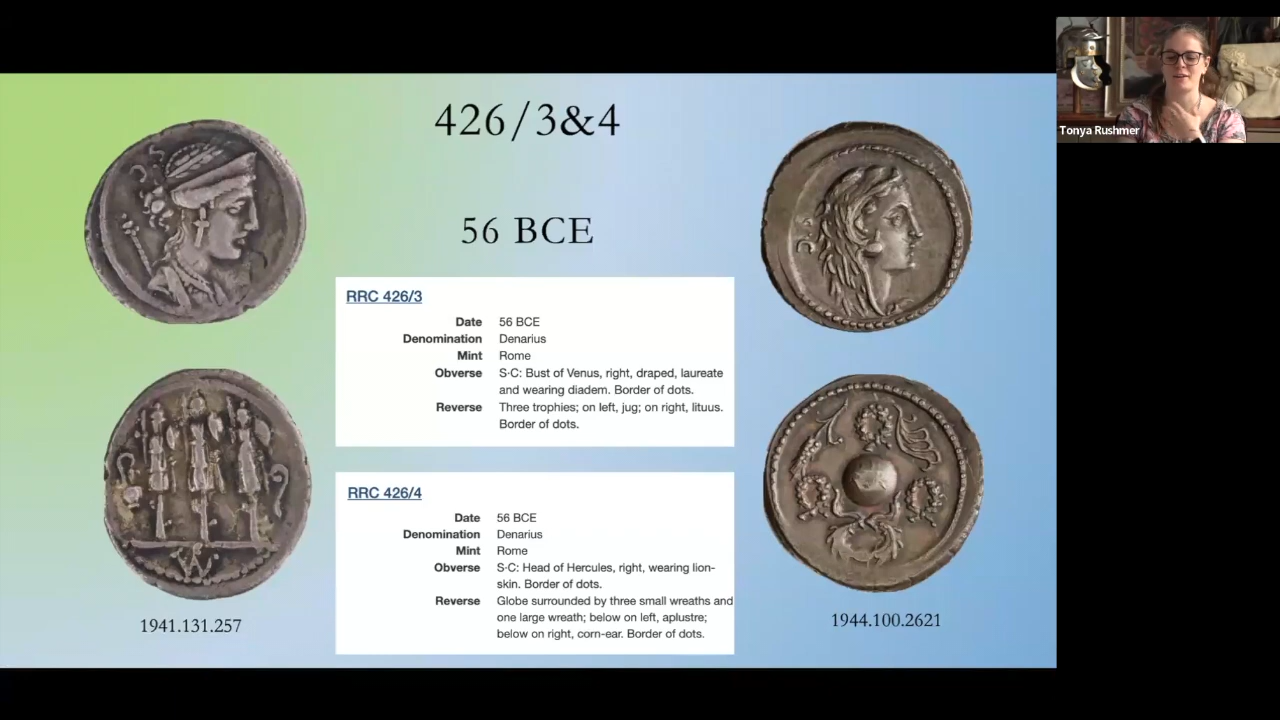 426/3&4
56 BCE
Tonya Rushmer
RRC 426/3
Date 56 BCE
Denomination Denarius
Mint Rome
Obverse S·C: Bust of Venus, right, draped, laureate
and wearing diadem. Border of dots.
Reverse Three trophies; on left, jug; on right, lituus.
Border of dots.
RRC 426/4
Date 56 BCE
Denomination Denarius
Mint Rome
Obverse S·C: Head of Hercules, right, wearing lion-
skin. Border of dots.
Reverse Globe surrounded by three small wreaths and
one large wreath; below on left, aplustre;
below on right, corn-ear. Border of dots.
1941.131.257
1944.100.2621